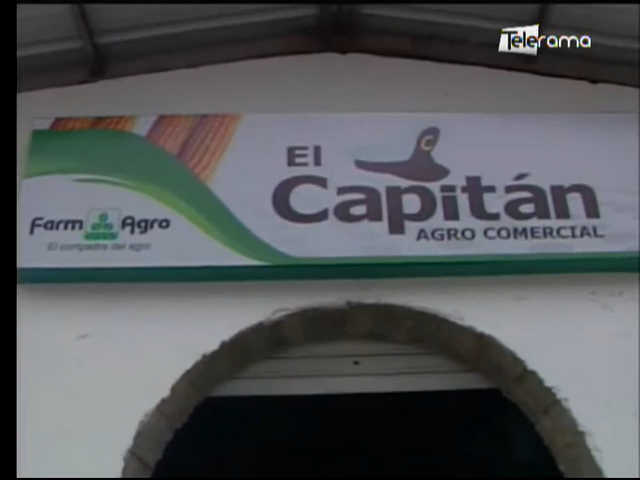 Telerama
El
C
Capitán
AGRO COMERCIAL
Farm Agro
El compadre del agro